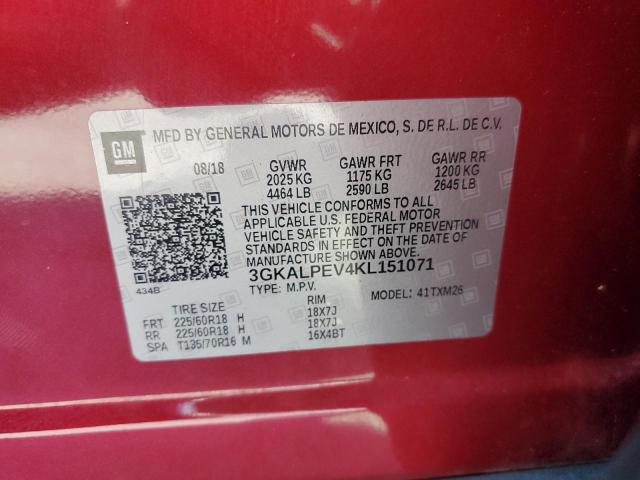 GM
MFD BY GENERAL MOTORS DE MEXICO, S. DE R.L. DE C.V.
08/18 GVWR GAWR FRT GAWR RR
2025 KG 1175 KG 1200 KG
4464 LB 2590 LB 2645 LB
THIS VEHICLE CONFORMS TO ALL
APPLICABLE U.S. FEDERAL MOTOR
VEHICLE SAFETY AND THEFT PREVENTION
STANDARDS IN EFFECT ON THE DATE OF
MANUFACTURE SHOWN ABOVE.
434B 3GKALPEV4KL151071
TYPE: M.P.V. MODEL: 41TXM26
TIRE SIZE RIM
FRT 225/60R18 H 18X7J
RR 225/60R18 H 18X7J
SPA T135/70R16 M 16X4BT